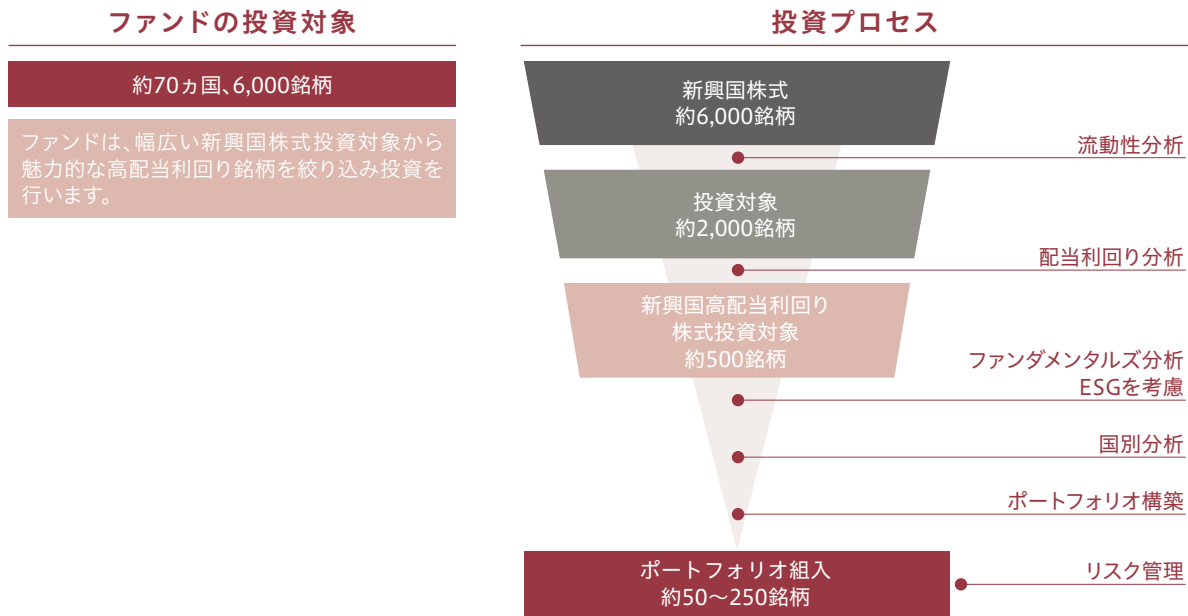 ファンドの投資対象
約70ヵ国、6,000銘柄
ファンドは、幅広い新興国株式投資対象から
魅力的な高配当利回り銘柄を絞り込み投資を
行います。
投資プロセス
新興国株式
約6,000銘柄
流動性分析
投資対象
約2,000銘柄
配当利回り分析
新興国高配当利回り
株式投資対象
約500銘柄
ファンダメンタルズ分析
ESGを考慮
国別分析
ポートフォリオ構築
ポートフォリオ組入
約50～250銘柄
リスク管理